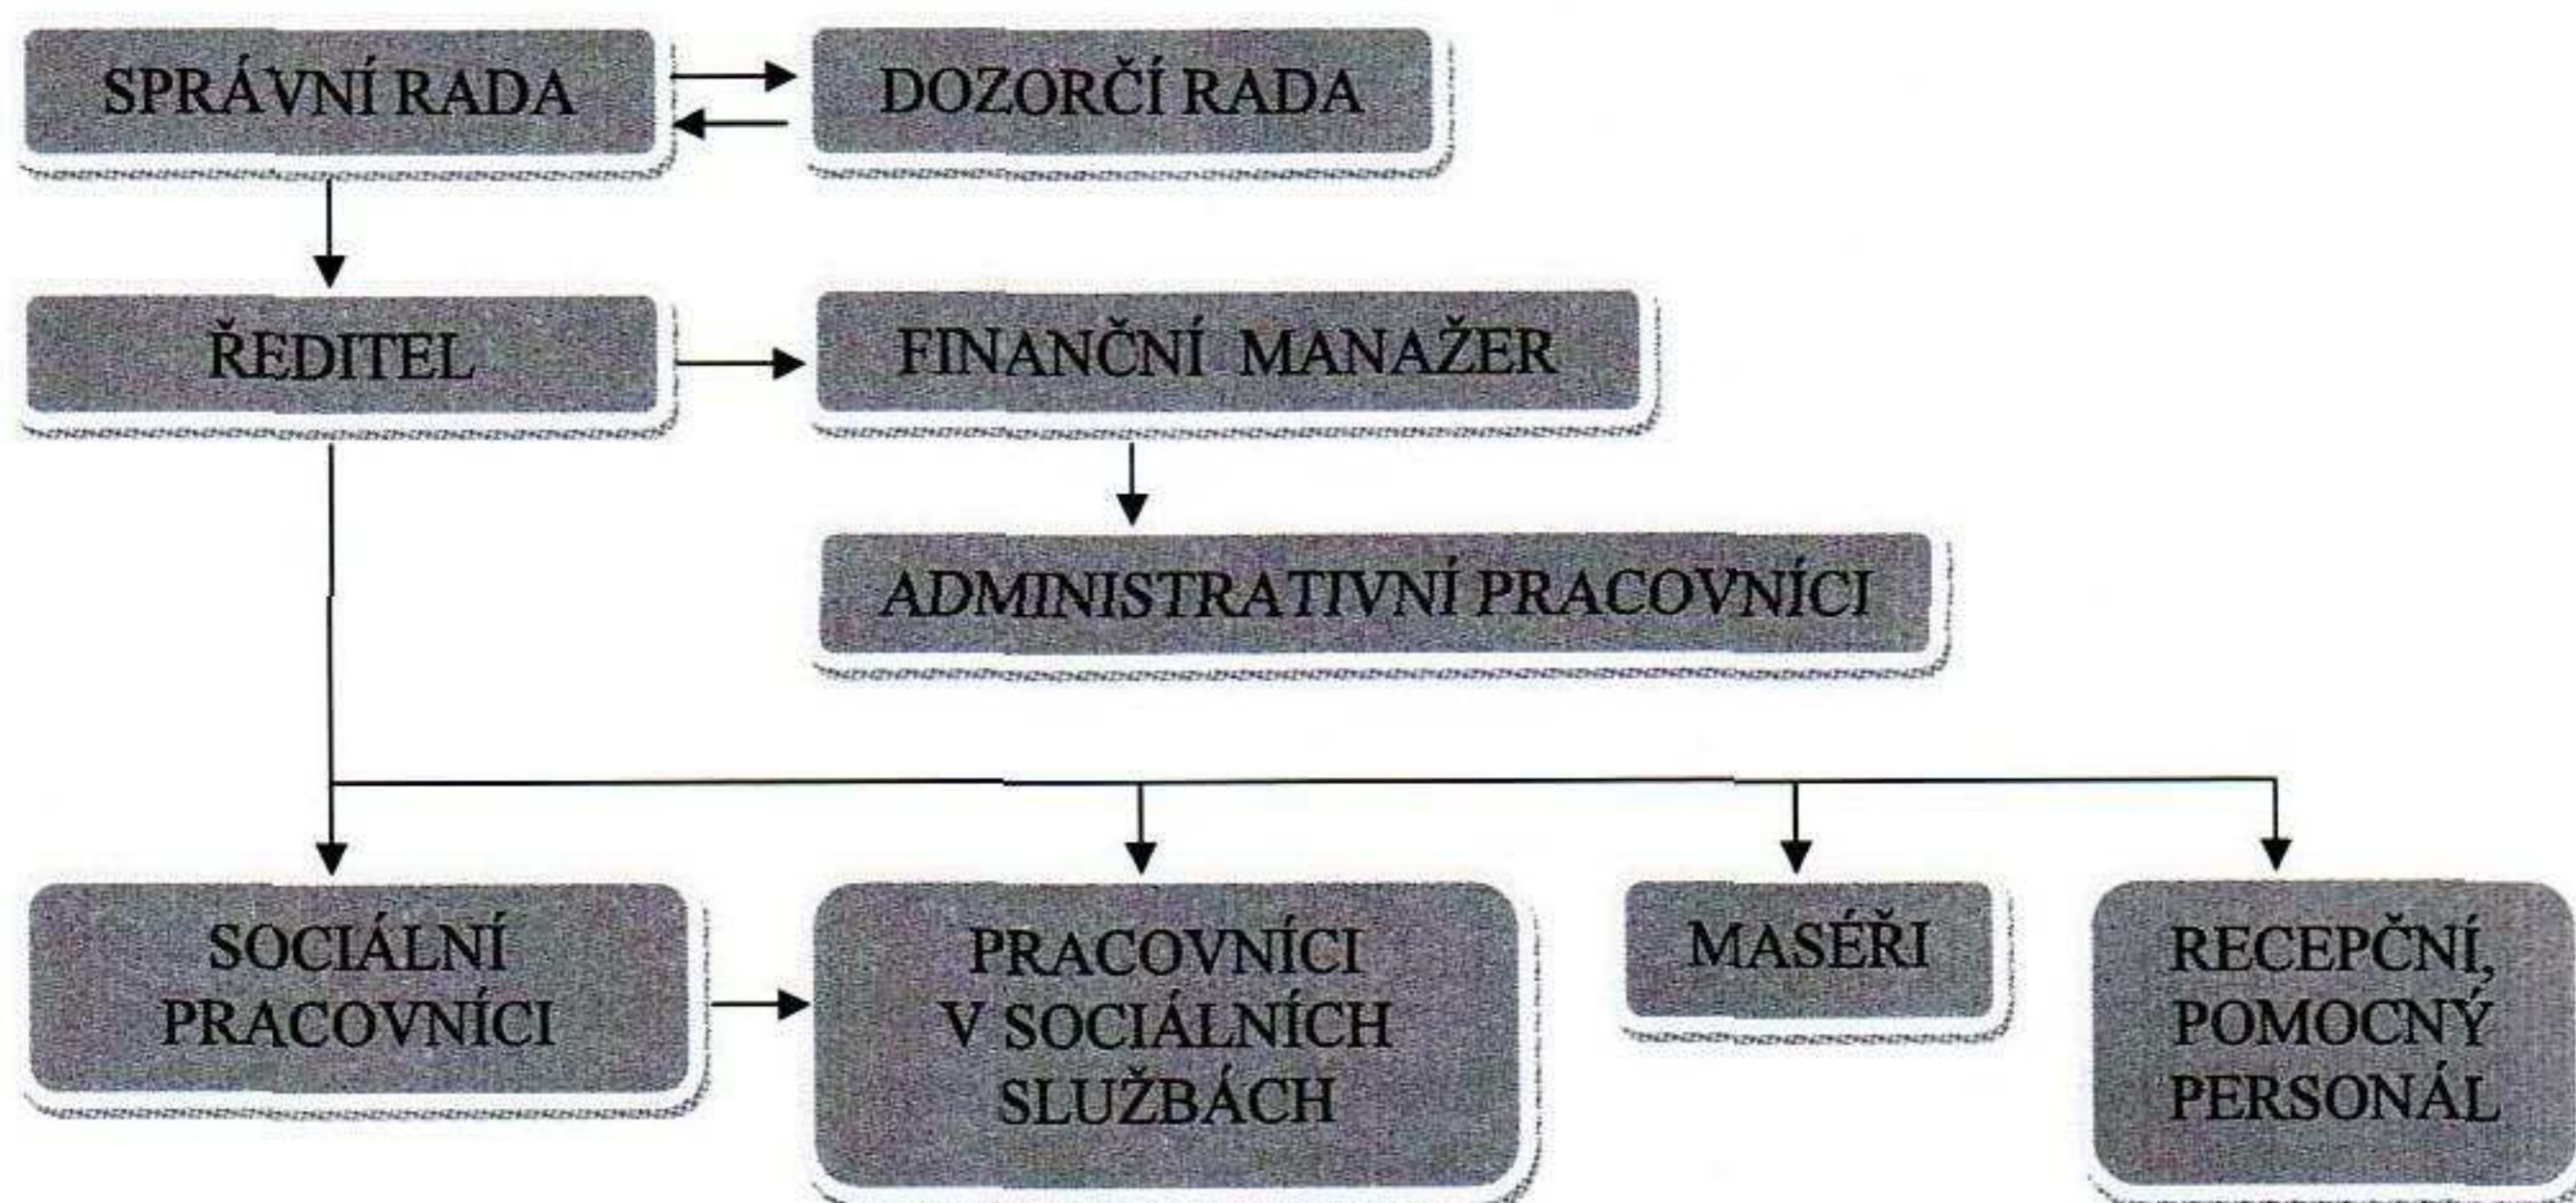 SPRÁVNÍ RADA
DOZORČÍ RADA
ŘEDITEL
FINANČNÍ MANAŽER
ADMINISTRATIVNÍ PRACOVNÍCI
SOCIÁLNÍ
PRACOVNÍCI
PRACOVNÍCI
V SOCIÁLNÍCH
SLUŽBÁCH
MASÉŘI
RECEPČNÍ,
POMOCNÝ
PERSONÁL